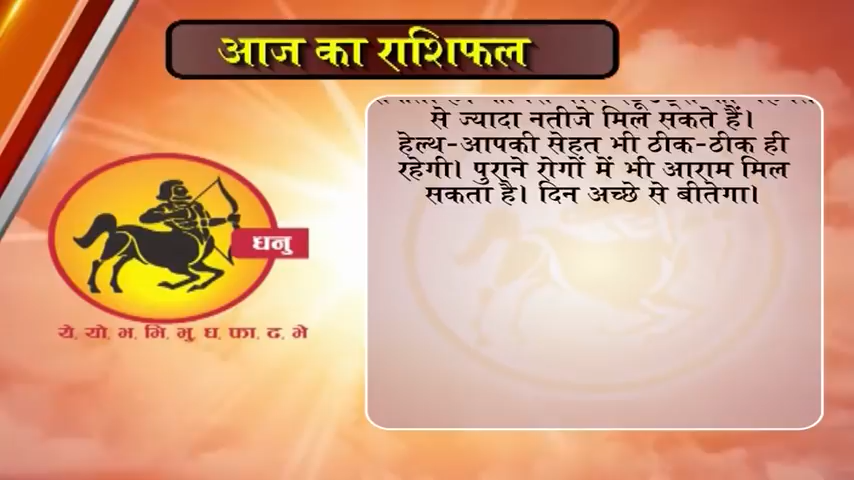 आज का राशिफल
से ज्यादा नतीजे मिल सकते हैं।
हेल्थ-आपकी सेहत भी ठीक-ठीक ही
रहेगी। पुराने रोगों में भी आराम मिल
सकता है। दिन अच्छे से बीतेगा।
धनु
ये, यो, भ, भि, भु, ध, फा, ढ, भे